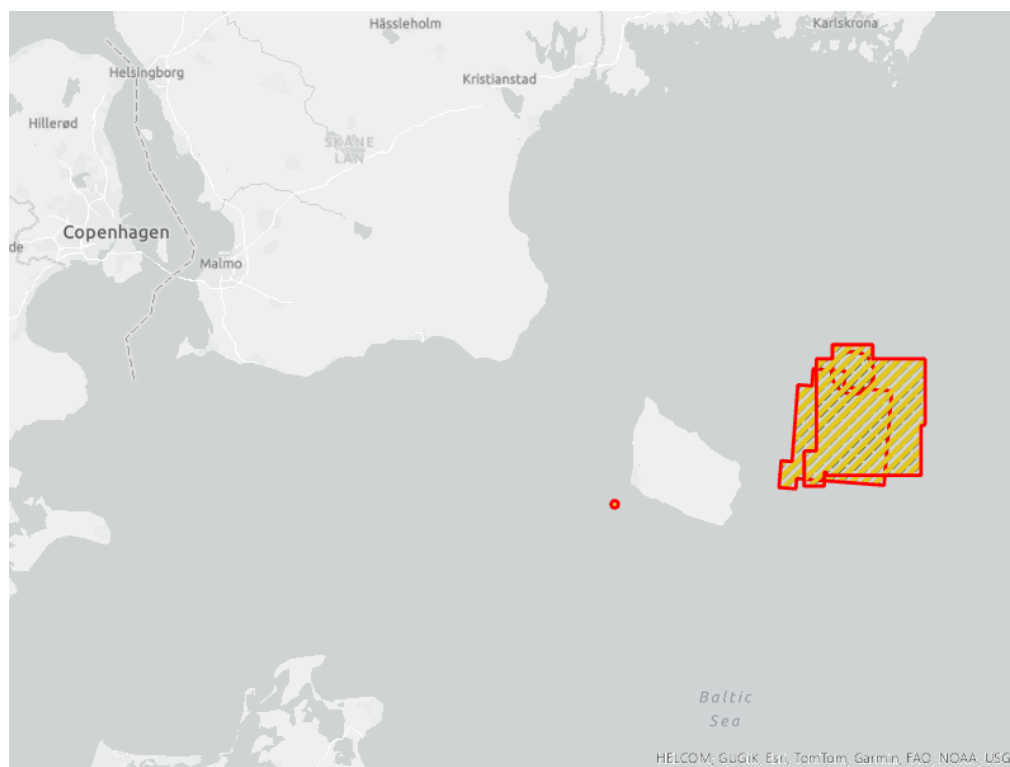 Hässleholm
Karlskrona
Helsingborg
Kristianstad
Hillerød
SKÅNE
LÄN
Copenhagen
de
Malmo
Baltic
Sea
HELCOM, GUGiK, Esri, TomTom, Garmin, FAO, NOAA, USG